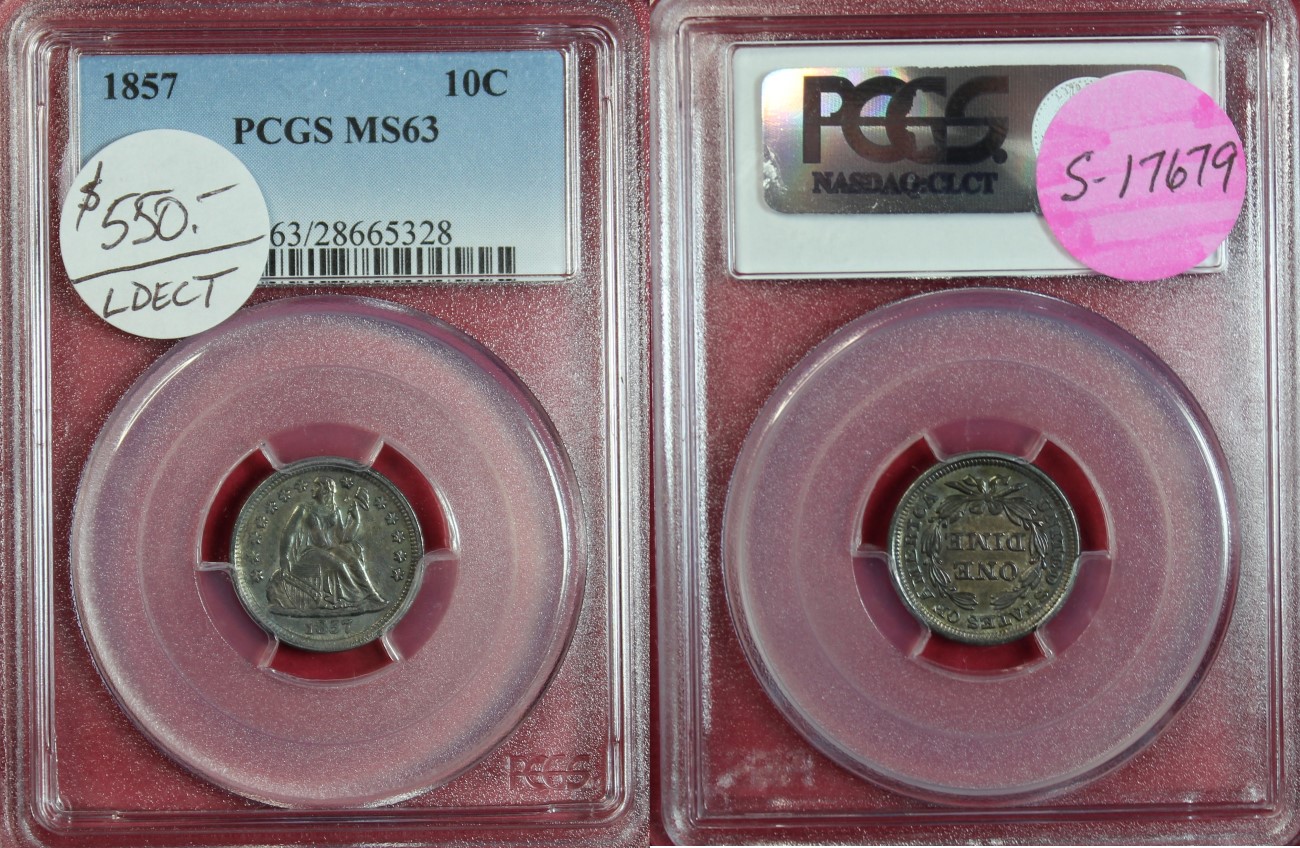 1857 10C
PCGS MS63
63/28665328
$550.-
LDECT
1857
PCGS
PCGS
NASDAQ:CLCT
S-17679
UNITED STATES OF AMERICA
ONE
DIME